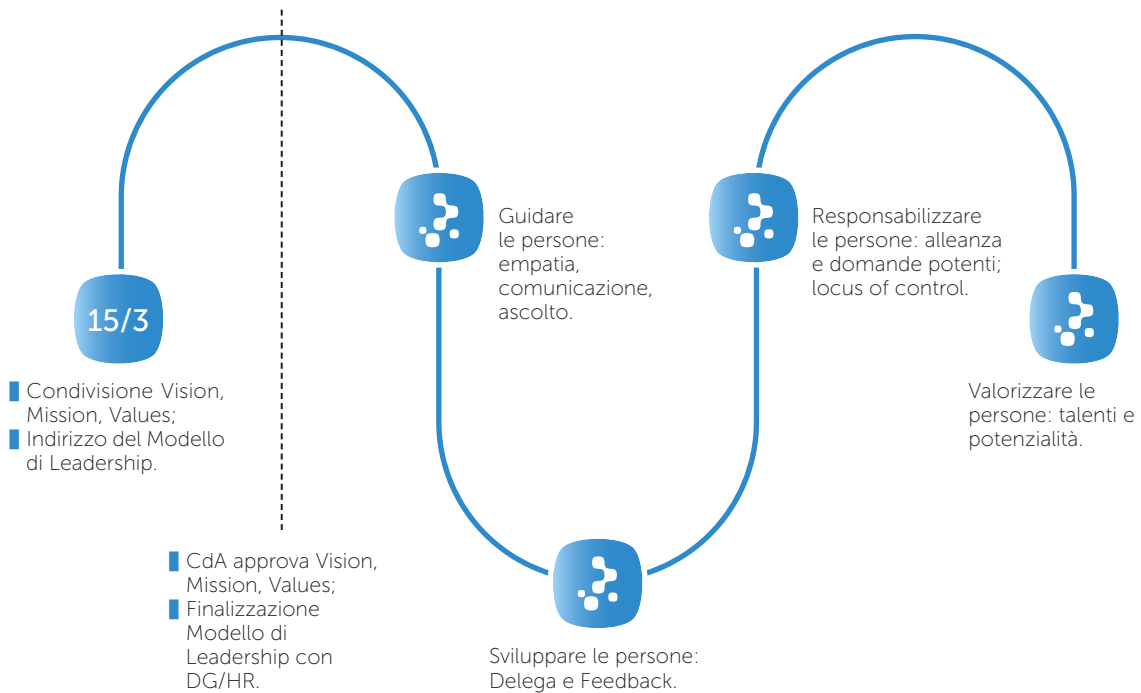 15/3
Condivisione Vision,
Mission, Values;
Indirizzo del Modello
di Leadership.
CdA approva Vision,
Mission, Values;
Finalizzazione
Modello di
Leadership con
DG/HR.
Guidare
le persone:
empatia,
comunicazione,
ascolto.
Sviluppare le persone:
Delega e Feedback.
Responsabilizzare
le persone: alleanza
e domande potenti;
locus of control.
Valorizzare le
persone: talenti e
potenzialità.